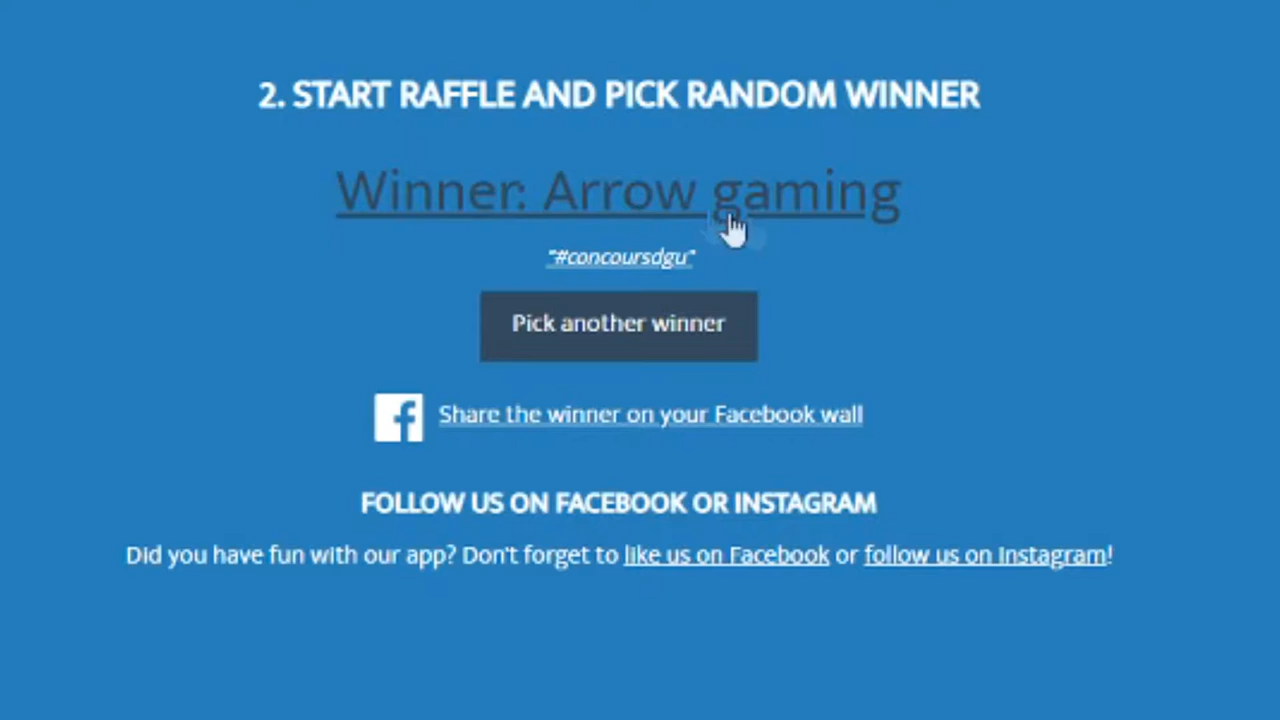 2. START RAFFLE AND PICK RANDOM WINNER
Winner: Arrow gaming
"#concoursdgu"
Pick another winner
Share the winner on your Facebook wall
FOLLOW US ON FACEBOOK OR INSTAGRAM
Did you have fun with our app? Don't forget to like us on Facebook or follow us on Instagram!